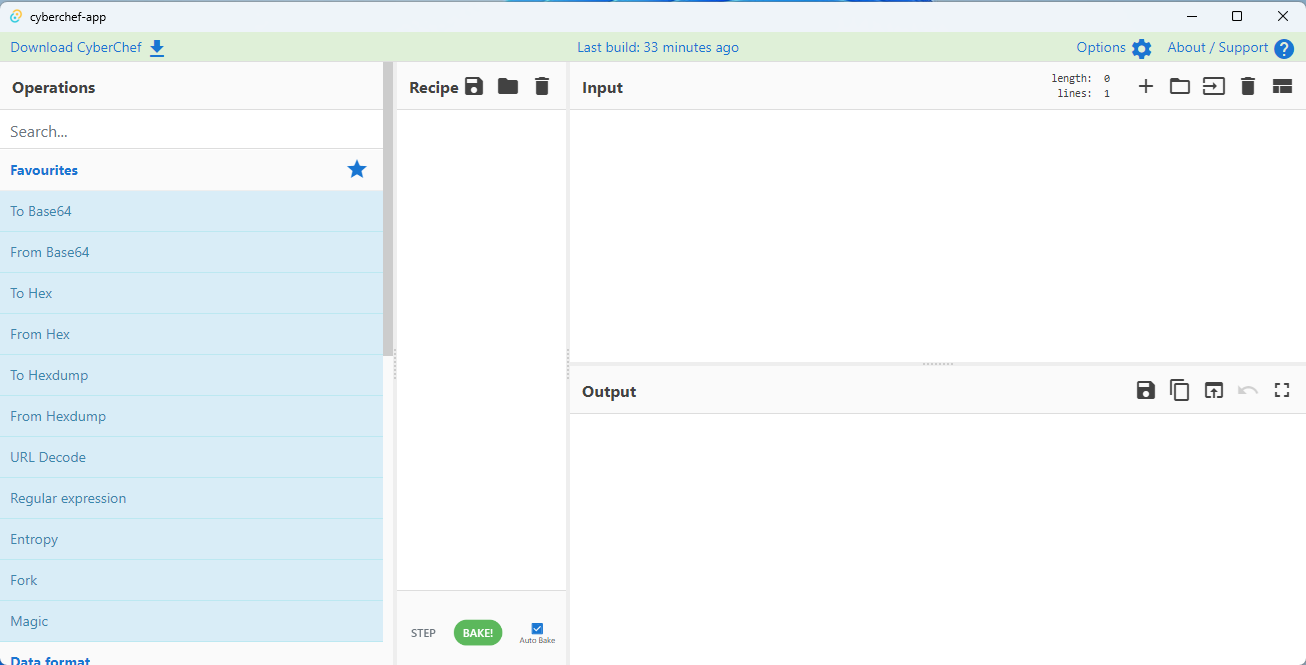 cyberchef-app
Download CyberChef
Last build: 33 minutes ago
Options
About / Support
Operations
Search...
Favourites
To Base64
From Base64
To Hex
From Hex
To Hexdump
From Hexdump
URL Decode
Regular expression
Entropy
Fork
Magic
Data format
Recipe
STEP
BAKE!
Auto Bake
Input
length: 0
lines: 1
Output